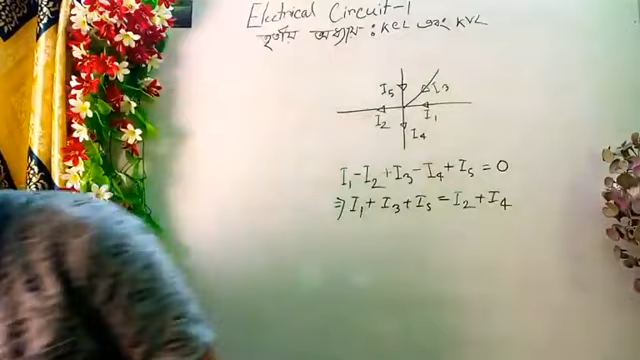 Electrical Circuit-1
তৃতীয় অধ্যায় : KCL এবং KVL
I₅ I₃
I₂ I₁
I₄
I₁-I₂+I₃-I₄+I₅=0
⇒I₁+I₃+I₅=I₂+I₄